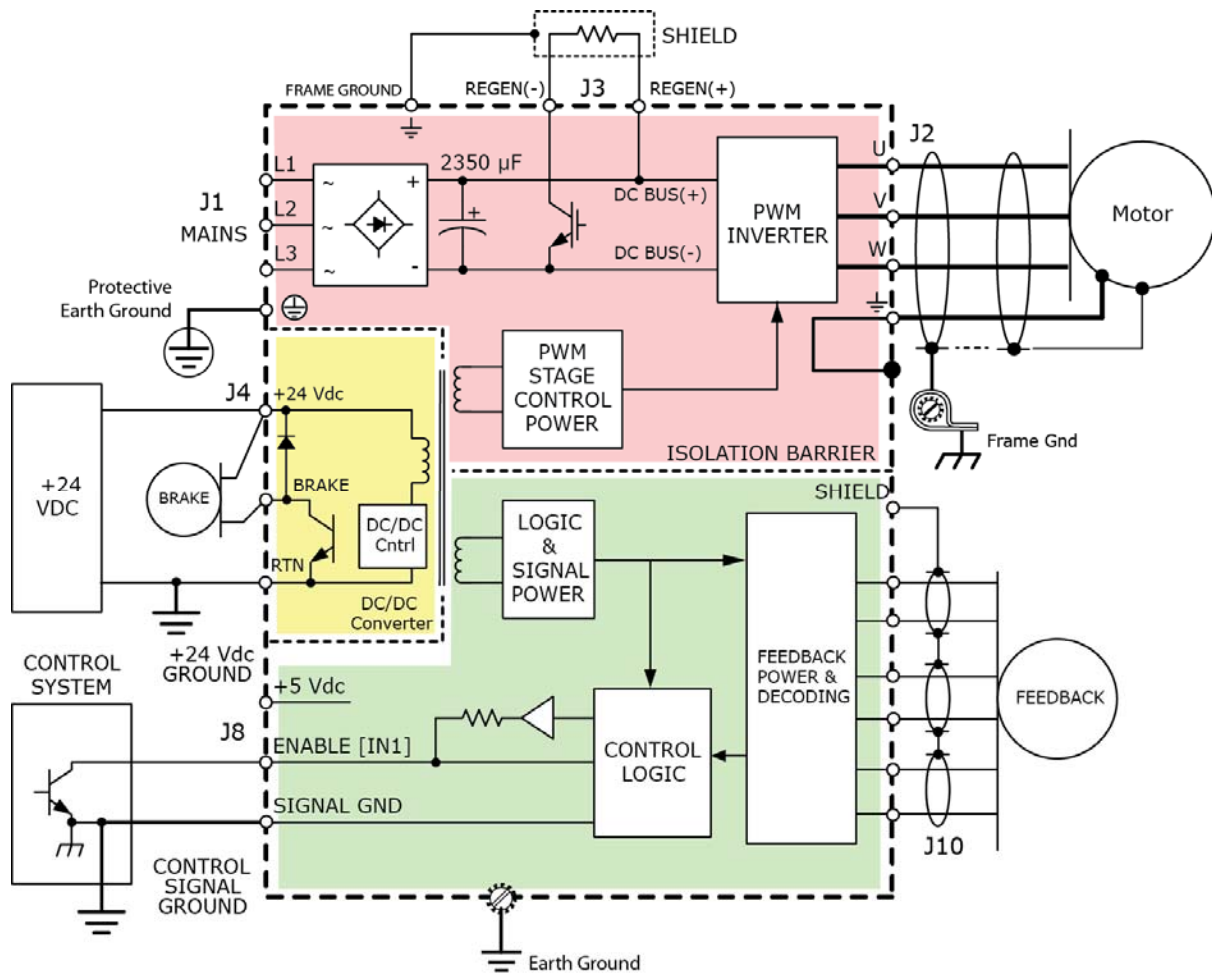 SHIELD
FRAME GROUND
REGEN(-)
J3
REGEN(+)
J1
MAINS
L1
L2
L3
~
~
~
+
-
2350 µF
+
DC BUS(+)
DC BUS(-)
PWM
INVERTER
U
V
W
J2
Motor
Protective
Earth Ground
PWM
STAGE
CONTROL
POWER
ISOLATION BARRIER
Frame Gnd
J4
+24 Vdc
+24
VDC
BRAKE
BRAKE
RTN
DC/DC
Cntrl
DC/DC
Converter
+24 Vdc
GROUND
SHIELD
LOGIC
&
SIGNAL
POWER
FEEDBACK
POWER &
DECODING
FEEDBACK
J10
CONTROL
SYSTEM
+5 Vdc
J8
ENABLE [IN1]
CONTROL
LOGIC
SIGNAL GND
CONTROL
SIGNAL
GROUND
Earth Ground